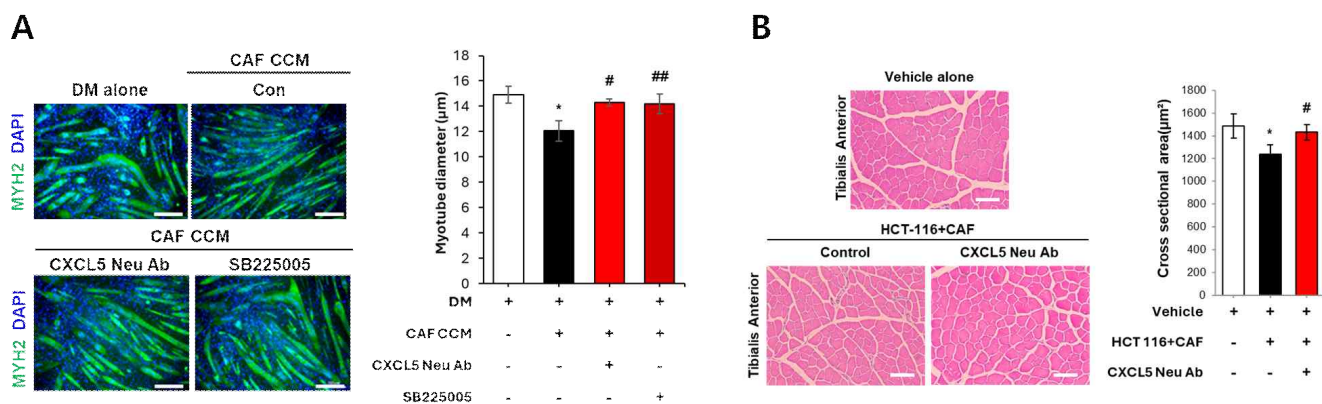 A
CAF CCM
DM alone
Con
MYH2 DAPI
CAF CCM
CXCL5 Neu Ab
SB225005
MYH2 DAPI
18
16
14
12
10
8
6
4
2
0
Myotube diameter (μm)
*
#
##
DM + + + +
CAF CCM - + + +
CXCL5 Neu Ab - - + -
SB225005 - - - +
B
Vehicle alone
Tibialis Anterior
HCT-116+CAF
Control
CXCL5 Neu Ab
Tibialis Anterior
1800
1600
1400
1200
1000
800
600
400
200
0
Cross sectional area(μm²)
*
#
Vehicle + + +
HCT 116+CAF - + +
CXCL5 Neu Ab - - +